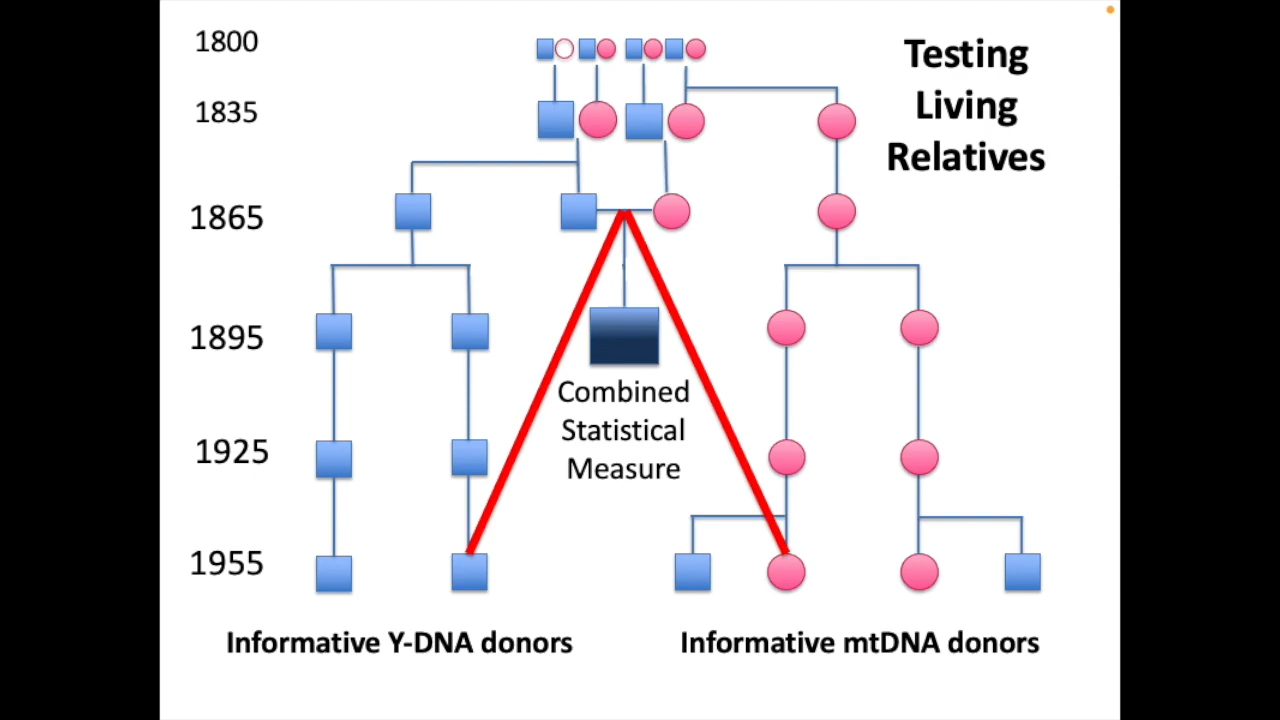 1800
Testing
Living
Relatives
1835
1865
1895
Combined
Statistical
Measure
1925
1955
Informative Y-DNA donors
Informative mtDNA donors